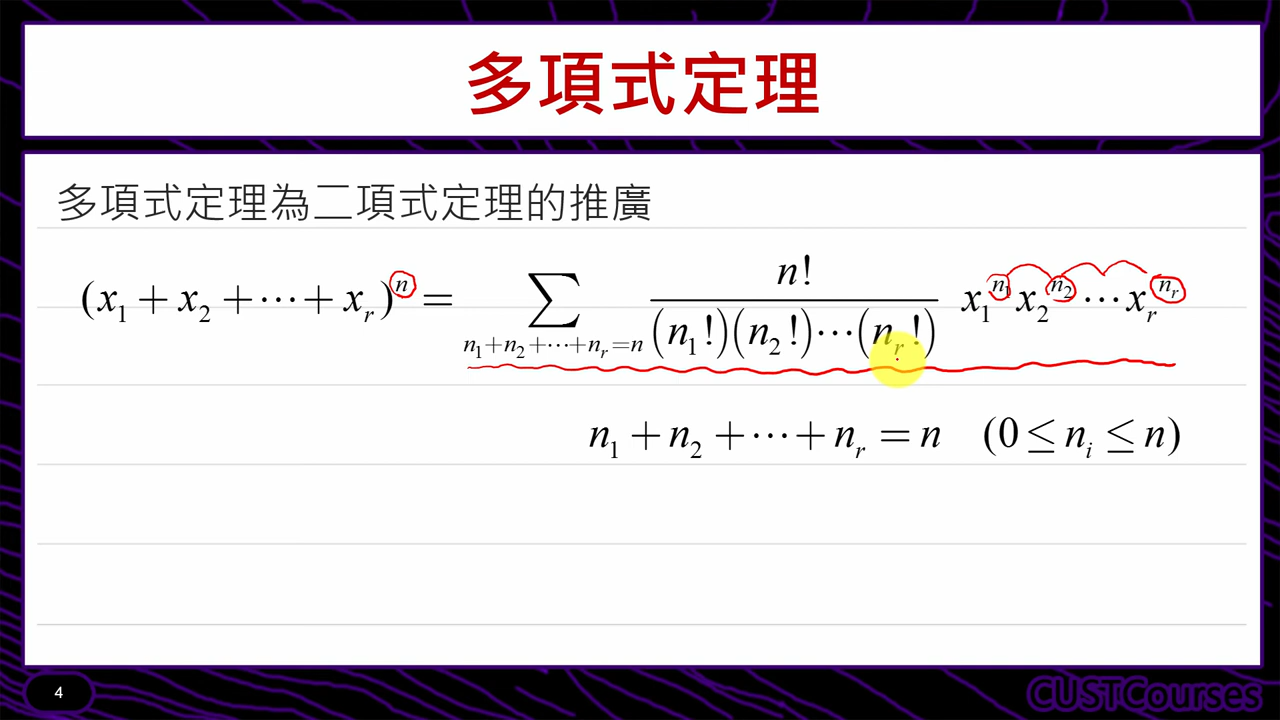 多項式定理
多項式定理為二項式定理的推廣
(x₁ + x₂ + ⋯ + xᵣ)ⁿ = ∑_{n₁+n₂+⋯+nᵣ=n} n! / ((n₁!)(n₂!)⋯(nᵣ!)) x₁^{n₁} x₂^{n₂} ⋯ xᵣ^{nᵣ}
n₁ + n₂ + ⋯ + nᵣ = n (0 ≤ nᵢ ≤ n)
4
CUSTCourses